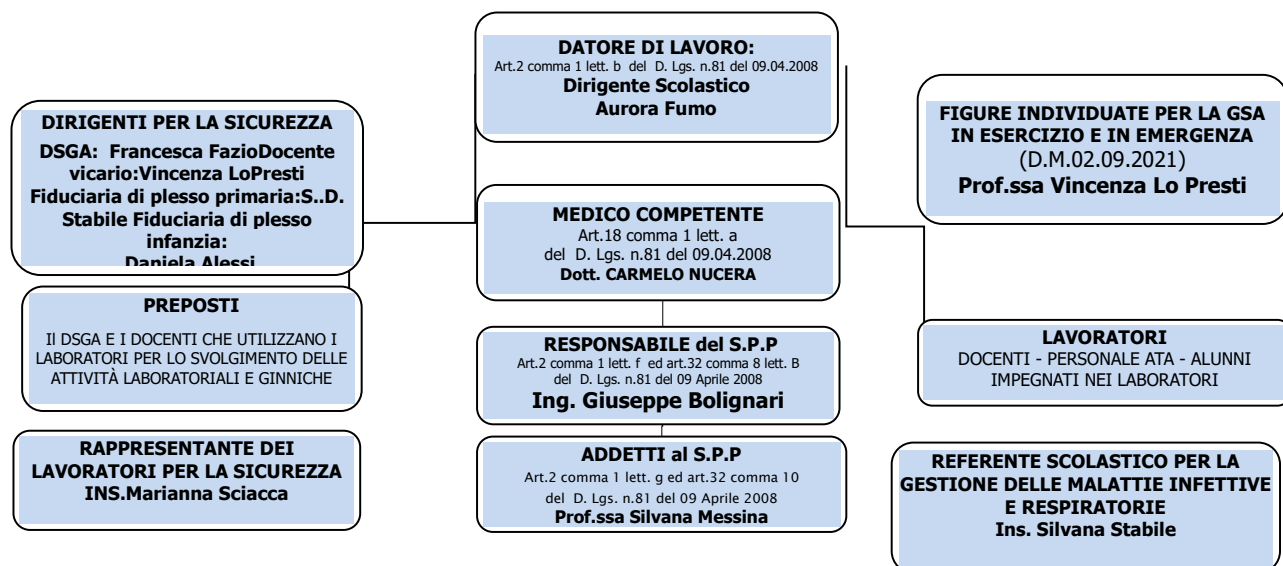 DATORE DI LAVORO:
Art.2 comma 1 lett. b del D. Lgs. n.81 del 09.04.2008
Dirigente Scolastico
Aurora Fumo
DIRIGENTI PER LA SICUREZZA
DSGA: Francesca FazioDocente
vicario:Vincenza LoPresti
Fiduciaria di plesso primaria:S..D.
Stabile Fiduciaria di plesso
infanzia:
Daniela Alessi
FIGURE INDIVIDUATE PER LA GSA
IN ESERCIZIO E IN EMERGENZA
(D.M.02.09.2021)
Prof.ssa Vincenza Lo Presti
MEDICO COMPETENTE
Art.18 comma 1 lett. a
del D. Lgs. n.81 del 09.04.2008
Dott. CARMELO NUCERA
PREPOSTI
Il DSGA E I DOCENTI CHE UTILIZZANO I
LABORATORI PER LO SVOLGIMENTO DELLE
ATTIVITÀ LABORATORIALI E GINNICHE
RESPONSABILE del S.P.P
Art.2 comma 1 lett. f ed art.32 comma 8 lett. B
del D. Lgs. n.81 del 09 Aprile 2008
Ing. Giuseppe Bolignari
LAVORATORI
DOCENTI - PERSONALE ATA - ALUNNI
IMPEGNATI NEI LABORATORI
RAPPRESENTANTE DEI
LAVORATORI PER LA SICUREZZA
INS.Marianna Sciacca
ADDETTI al S.P.P
Art.2 comma 1 lett. g ed art.32 comma 10
del D. Lgs. n.81 del 09 Aprile 2008
Prof.ssa Silvana Messina
REFERENTE SCOLASTICO PER LA
GESTIONE DELLE MALATTIE INFETTIVE
E RESPIRATORIE
Ins. Silvana Stabile